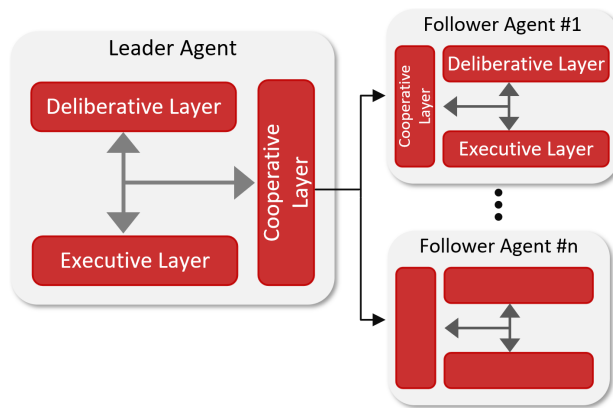 Leader Agent
Deliberative Layer
Cooperative
Layer
Executive Layer
Follower Agent #1
Cooperative
Layer
Deliberative Layer
Executive Layer
Follower Agent #n